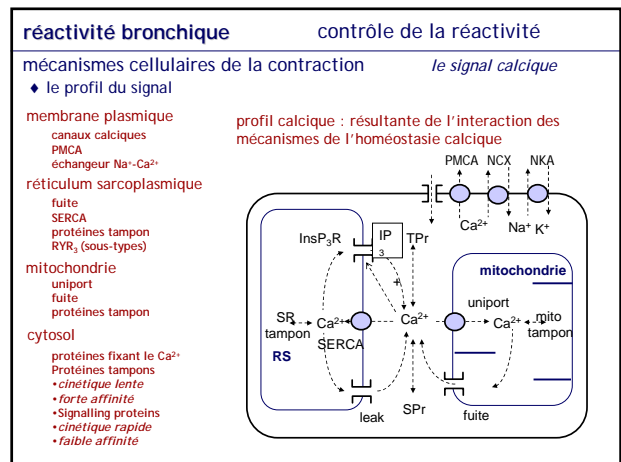 réactivité bronchique
contrôle de la réactivité
mécanismes cellulaires de la contraction
le signal calcique
♦ le profil du signal
membrane plasmique
canaux calciques
PMCA
échangeur Na⁺-Ca²⁺
réticulum sarcoplasmique
fuite
SERCA
protéines tampon
RYR₃ (sous-types)
mitochondrie
uniport
fuite
protéines tampon
cytosol
protéines fixant le Ca²⁺
Protéines tampons
•cinétique lente
•forte affinité
•Signalling proteins
•cinétique rapide
•faible affinité
profil calcique : résultante de l'interaction des
mécanismes de l'homéostasie calcique
PMCA NCX NKA
Ca²⁺ Na⁺ K⁺
InsP₃R
IP
3
TPr
+
mitochondrie
uniport
SR
tampon
Ca²⁺
SERCA
Ca²⁺
Ca²⁺
mito
tampon
RS
leak
SPr
fuite